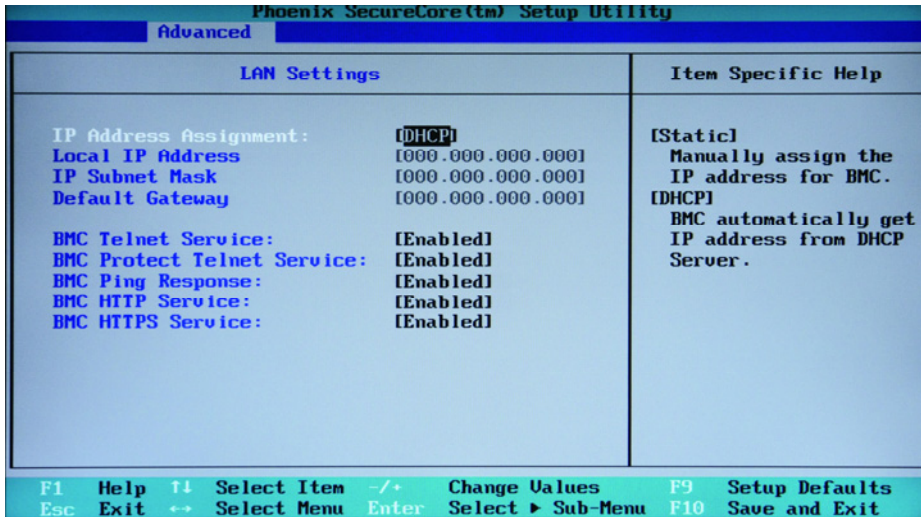 Phoenix SecureCore(tm) Setup Utility
Advanced
LAN Settings
Item Specific Help
IP Address Assignment: [DHCP]
Local IP Address [000.000.000.000]
IP Subnet Mask [000.000.000.000]
Default Gateway [000.000.000.000]
BMC Telnet Service: [Enabled]
BMC Protect Telnet Service: [Enabled]
BMC Ping Response: [Enabled]
BMC HTTP Service: [Enabled]
BMC HTTPS Service: [Enabled]
[Static]
Manually assign the
IP address for BMC.
[DHCP]
BMC automatically get
IP address from DHCP
Server.
F1 Help ↑↓ Select Item -/+ Change Values F9 Setup Defaults
Esc Exit ↔ Select Menu Enter Select ▶ Sub-Menu F10 Save and Exit